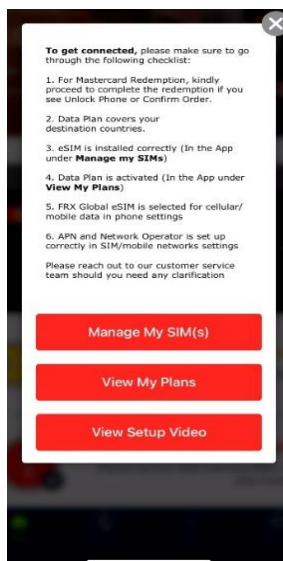 To get connected, please make sure to go
through the following checklist:
1. For Mastercard Redemption, kindly
proceed to complete the redemption if you
see Unlock Phone or Confirm Order.
2. Data Plan covers your
destination countries.
3. eSIM is installed correctly (In the App
under Manage my SIMs)
4. Data Plan is activated (In the App under
View My Plans)
5. FRX Global eSIM is selected for cellular/
mobile data in phone settings
6. APN and Network Operator is set up
correctly in SIM/mobile networks settings
Please reach out to our customer service
team should you need any clarification
Manage My SIM(s)
View My Plans
View Setup Video